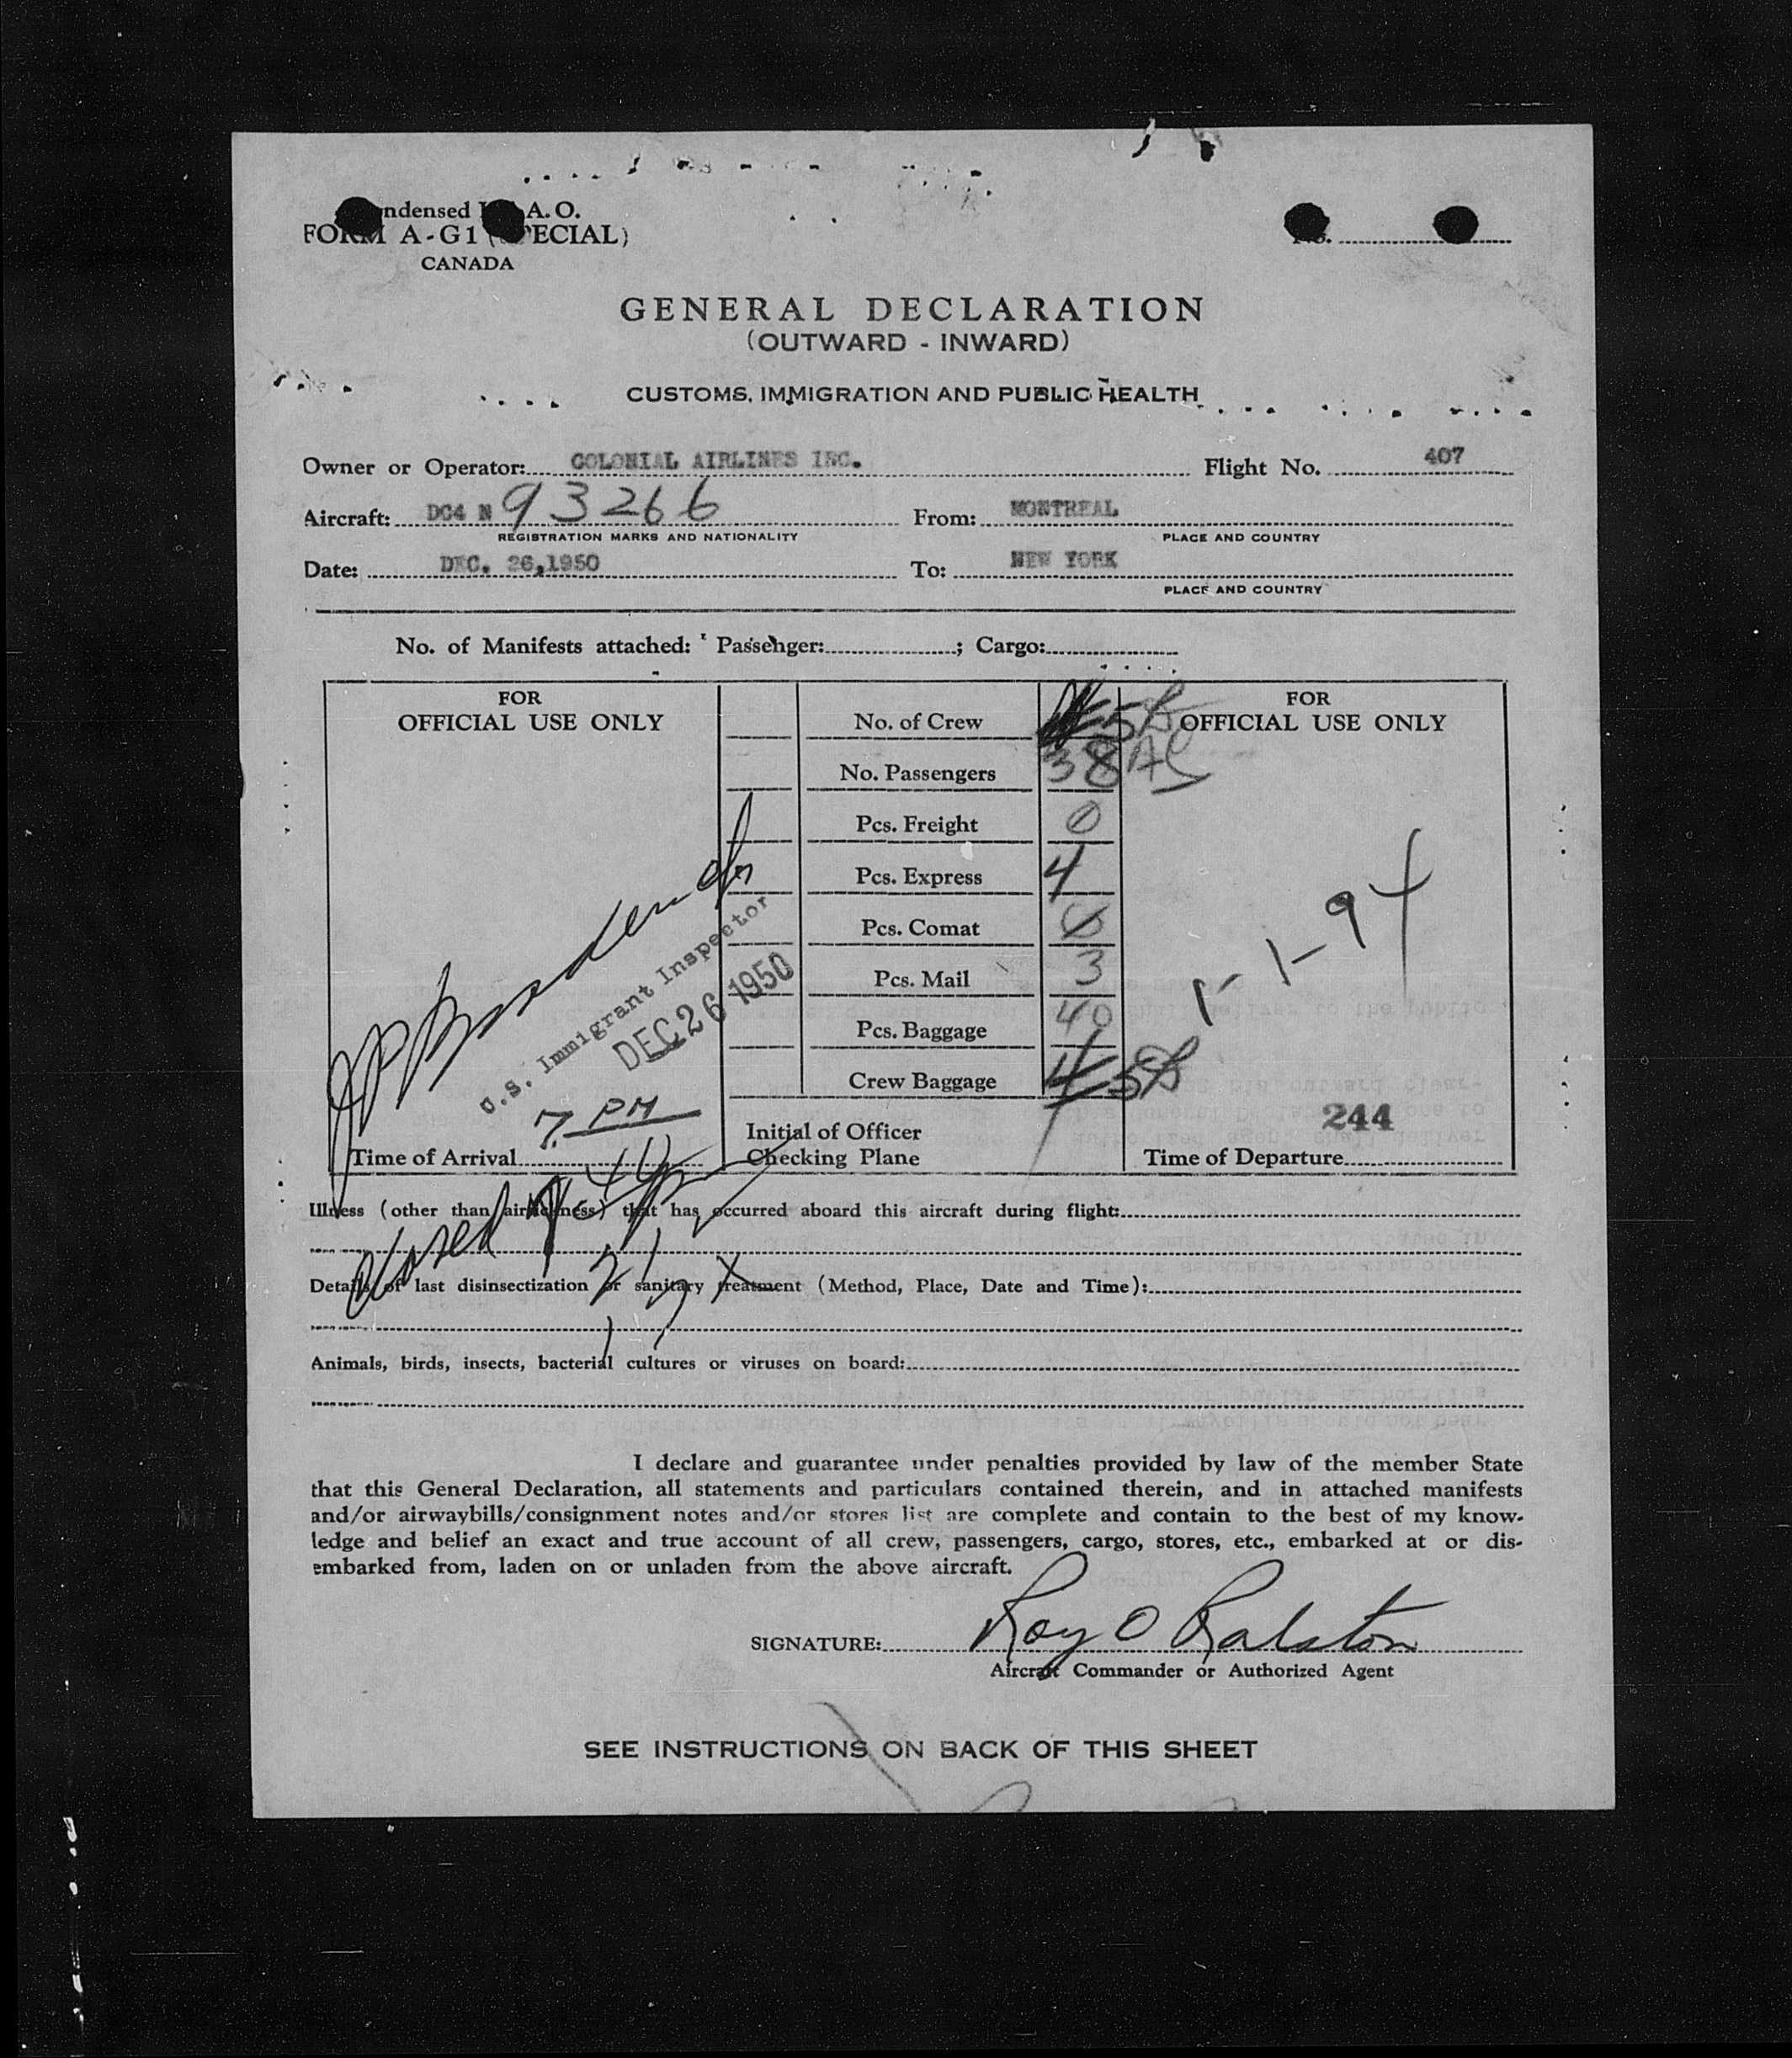 ndensed I. A. O.
FORM A-G1 (SPECIAL)
CANADA
No.
GENERAL DECLARATION
(OUTWARD - INWARD)
CUSTOMS, IMMIGRATION AND PUBLIC HEALTH
Owner or Operator: COLONIAL AIRLINES INC. Flight No. 407
Aircraft: DC4 N 93266 From: MONTREAL
REGISTRATION MARKS AND NATIONALITY PLACE AND COUNTRY
Date: DEC. 26,1950 To: NEW YORK
PLACE AND COUNTRY
No. of Manifests attached: Passenger: ; Cargo:
FOR
OFFICIAL USE ONLY
No. of Crew 5
No. Passengers 38
Pcs. Freight 0
Pcs. Express 4
Pcs. Comat 0
Pcs. Mail 3
Pcs. Baggage 40
Crew Baggage 4 5
Initial of Officer
Checking Plane
FOR
OFFICIAL USE ONLY
1-1-94
244
Time of Departure
U.S. Immigrant Inspector
DEC 26 1950
7 PM
Time of Arrival
Closed
Illness (other than airsickness) that has occurred aboard this aircraft during flight:
Details of last disinsectization or sanitary treatment (Method, Place, Date and Time):
Animals, birds, insects, bacterial cultures or viruses on board:
I declare and guarantee under penalties provided by law of the member State
that this General Declaration, all statements and particulars contained therein, and in attached manifests
and/or airwaybills/consignment notes and/or stores list are complete and contain to the best of my know-
ledge and belief an exact and true account of all crew, passengers, cargo, stores, etc., embarked at or dis-
embarked from, laden on or unladen from the above aircraft.
SIGNATURE: Roy O Ralston
Aircraft Commander or Authorized Agent
SEE INSTRUCTIONS ON BACK OF THIS SHEET